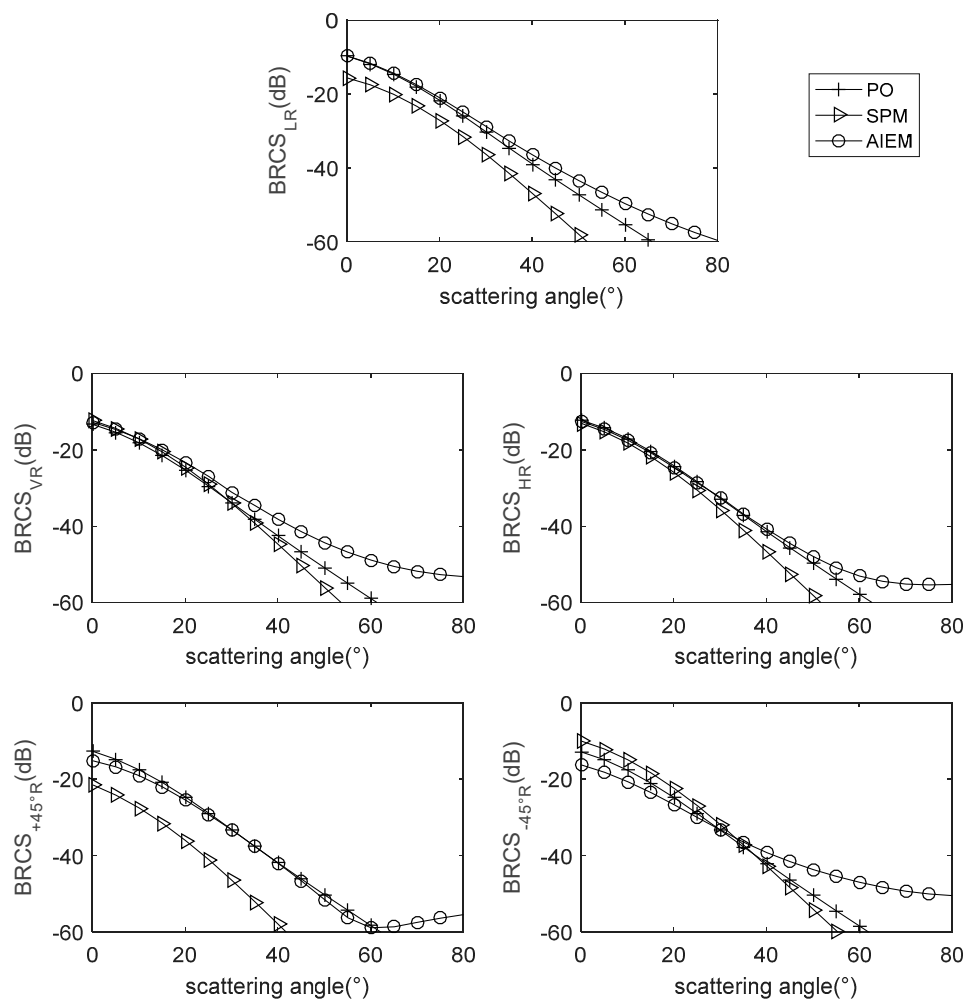 0
-20
-40
-60
BRCS_LR(dB)
0 20 40 60 80
scattering angle(°)
PO
SPM
AIEM
0
-20
-40
-60
BRCS_VR(dB)
0 20 40 60 80
scattering angle(°)
0
-20
-40
-60
BRCS_HR(dB)
0 20 40 60 80
scattering angle(°)
0
-20
-40
-60
BRCS_+45°R(dB)
0 20 40 60 80
scattering angle(°)
0
-20
-40
-60
BRCS_-45°R(dB)
0 20 40 60 80
scattering angle(°)